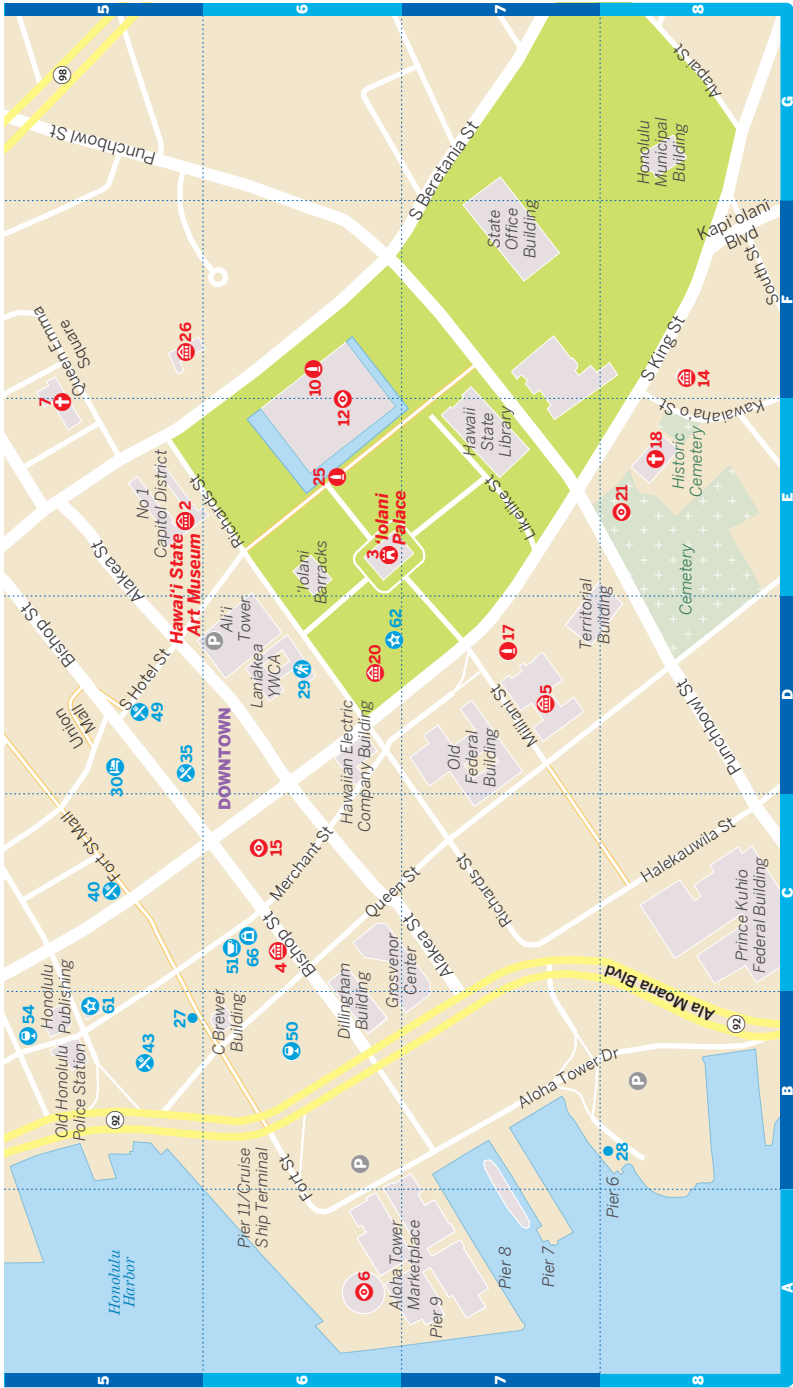 5
6
7
8
G
F
E
D
C
B
A
98
Punchbowl St
Alapai St
Honolulu
Municipal
Building
S Beretania St
State
Office
Building
Kapi'olani
Blvd
South St
Queen Emma
Square
7
26
10
12
S King St
14
Kawaiaha'o St
18
Historic
Cemetery
21
Cemetery
Hawaii
State
Library
Likelike St
25
3 'Iolani
Palace
'Iolani
Barracks
Richards St
No 1
Capitol District
Hawai'i State
Art Museum
2
Alakea St
Bishop St
S Hotel St
Ali'i
Tower
P
Laniakea
YWCA
29
62
20
17
Territorial
Building
5
Mililani St
Old
Federal
Building
Hawaiian Electric
Company Building
DOWNTOWN
Union
Mall
49
30
35
Punchbowl St
Fort St Mall
40
15
Merchant St
Queen St
Richards St
Halekauwila St
Prince Kuhio
Federal Building
51
66
4
Bishop St
Alakea St
Grosvenor
Center
Dillingham
Building
54
Honolulu
Publishing
61
Old Honolulu
Police Station
43
27
C Brewer
Building
50
92
Ala Moana Blvd
92
Aloha Tower Dr
P
28
Pier 6
Pier 11/Cruise
Ship Terminal
Fort St
P
Honolulu
Harbor
6
Aloha Tower
Marketplace
Pier 9
Pier 8
Pier 7
5
6
7
8